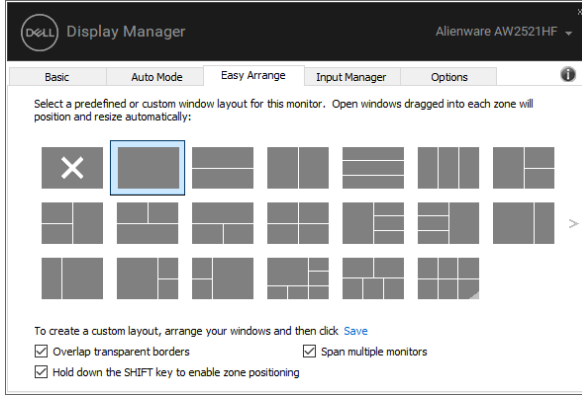 DELL Display Manager
Alienware AW2521HF
Basic Auto Mode Easy Arrange Input Manager Options
Select a predefined or custom window layout for this monitor. Open windows dragged into each zone will
position and resize automatically:
To create a custom layout, arrange your windows and then click Save
Overlap transparent borders
Span multiple monitors
Hold down the SHIFT key to enable zone positioning